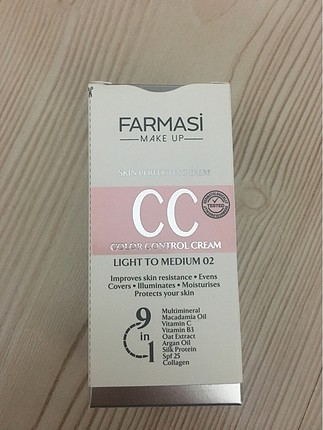 FARMASİ
MAKE UP
CC
COLOR CONTROL CREAM
TESTED
LIGHT TO MEDIUM 02
Improves skin resistance • Evens
Covers • Illuminates • Moisturises
Protects your skin
9 in 1
Multimineral
Macadamia Oil
Vitamin C
Vitamin B3
Oat Extract
Argan Oil
Silk Protein
Spf 25
Collagen